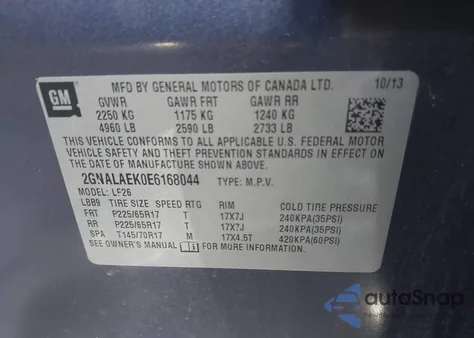 GM
MFD BY GENERAL MOTORS OF CANADA LTD. 10/13
GVWR GAWR FRT GAWR RR
2250 KG 1175 KG 1240 KG
4960 LB 2590 LB 2733 LB
THIS VEHICLE CONFORMS TO ALL APPLICABLE U.S. FEDERAL MOTOR
VEHICLE SAFETY, BUMPER, AND THEFT PREVENTION STANDARDS IN
EFFECT ON THE DATE OF MANUFACTURE SHOWN ABOVE.
2GNALAEK0E6168044 TYPE: M.P.V.
MODEL: LF26
LBB9 TIRE SIZE SPEED RTG RIM COLD TIRE PRESSURE
FRT P225/65R17 T 17X7J 240KPA(35PSI)
RR P225/65R17 T 17X7J 240KPA(35PSI)
SPA T145/70R17 M 17X4.5T 420KPA(60PSI)
SEE OWNER'S MANUAL FOR MORE INFORMATION
autoSnap